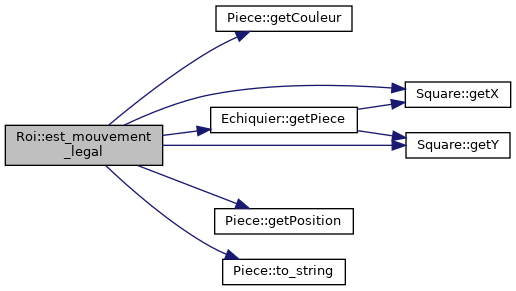 Piece::getCouleur
Square::getX
Echiquier::getPiece
Roi::est_mouvement
_legal
Square::getY
Piece::getPosition
Piece::to_string